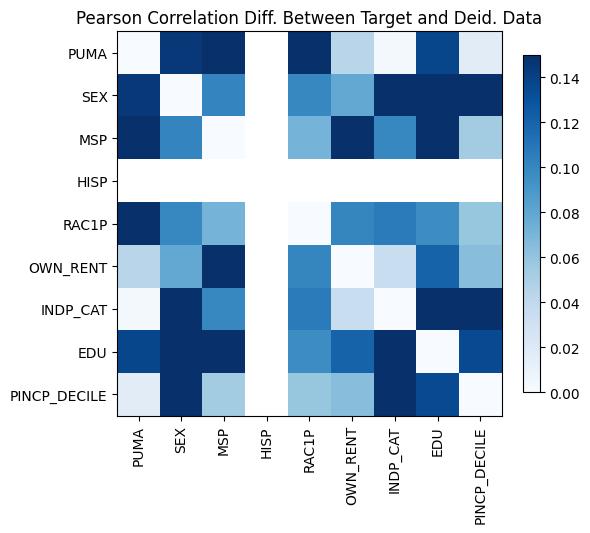 Pearson Correlation Diff. Between Target and Deid. Data
PUMA
SEX
MSP
HISP
RAC1P
OWN_RENT
INDP_CAT
EDU
PINCP_DECILE
PUMA
SEX
MSP
HISP
RAC1P
OWN_RENT
INDP_CAT
EDU
PINCP_DECILE
0.14
0.12
0.10
0.08
0.06
0.04
0.02
0.00